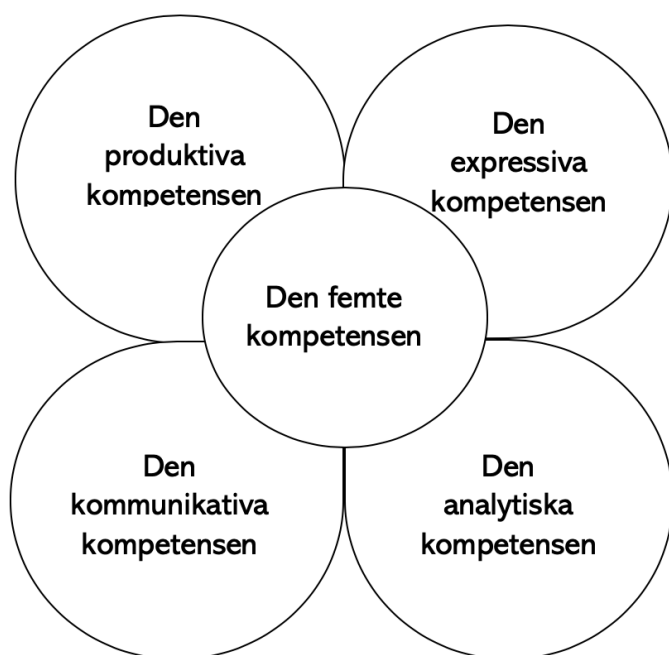 Den
produktiva
kompetensen
Den
expressiva
kompetensen
Den femte
kompetensen
Den
kommunikativa
kompetensen
Den
analytiska
kompetensen